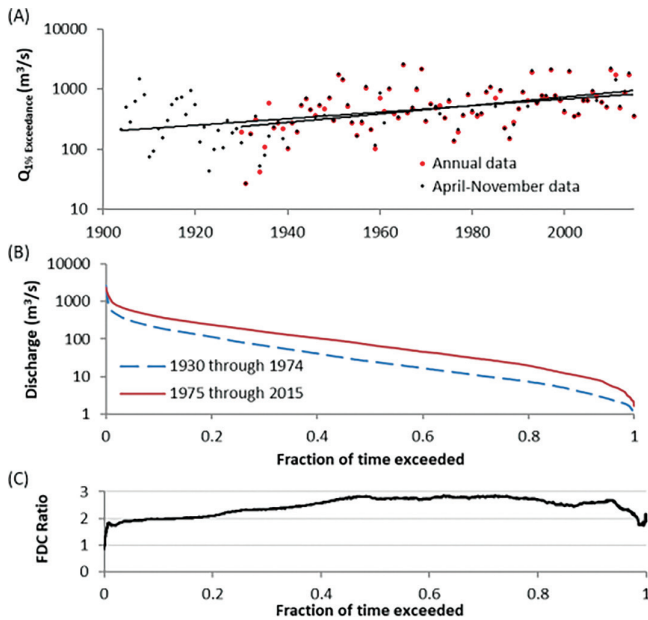 (A)
Q1% Exceedance (m³/s)
10000
1000
100
10
Annual data
April-November data
1900 1920 1940 1960 1980 2000
(B)
Discharge (m³/s)
10000
1000
100
10
1
1930 through 1974
1975 through 2015
0 0.2 0.4 0.6 0.8 1
Fraction of time exceeded
(C)
FDC Ratio
3
2
1
0
0 0.2 0.4 0.6 0.8 1
Fraction of time exceeded